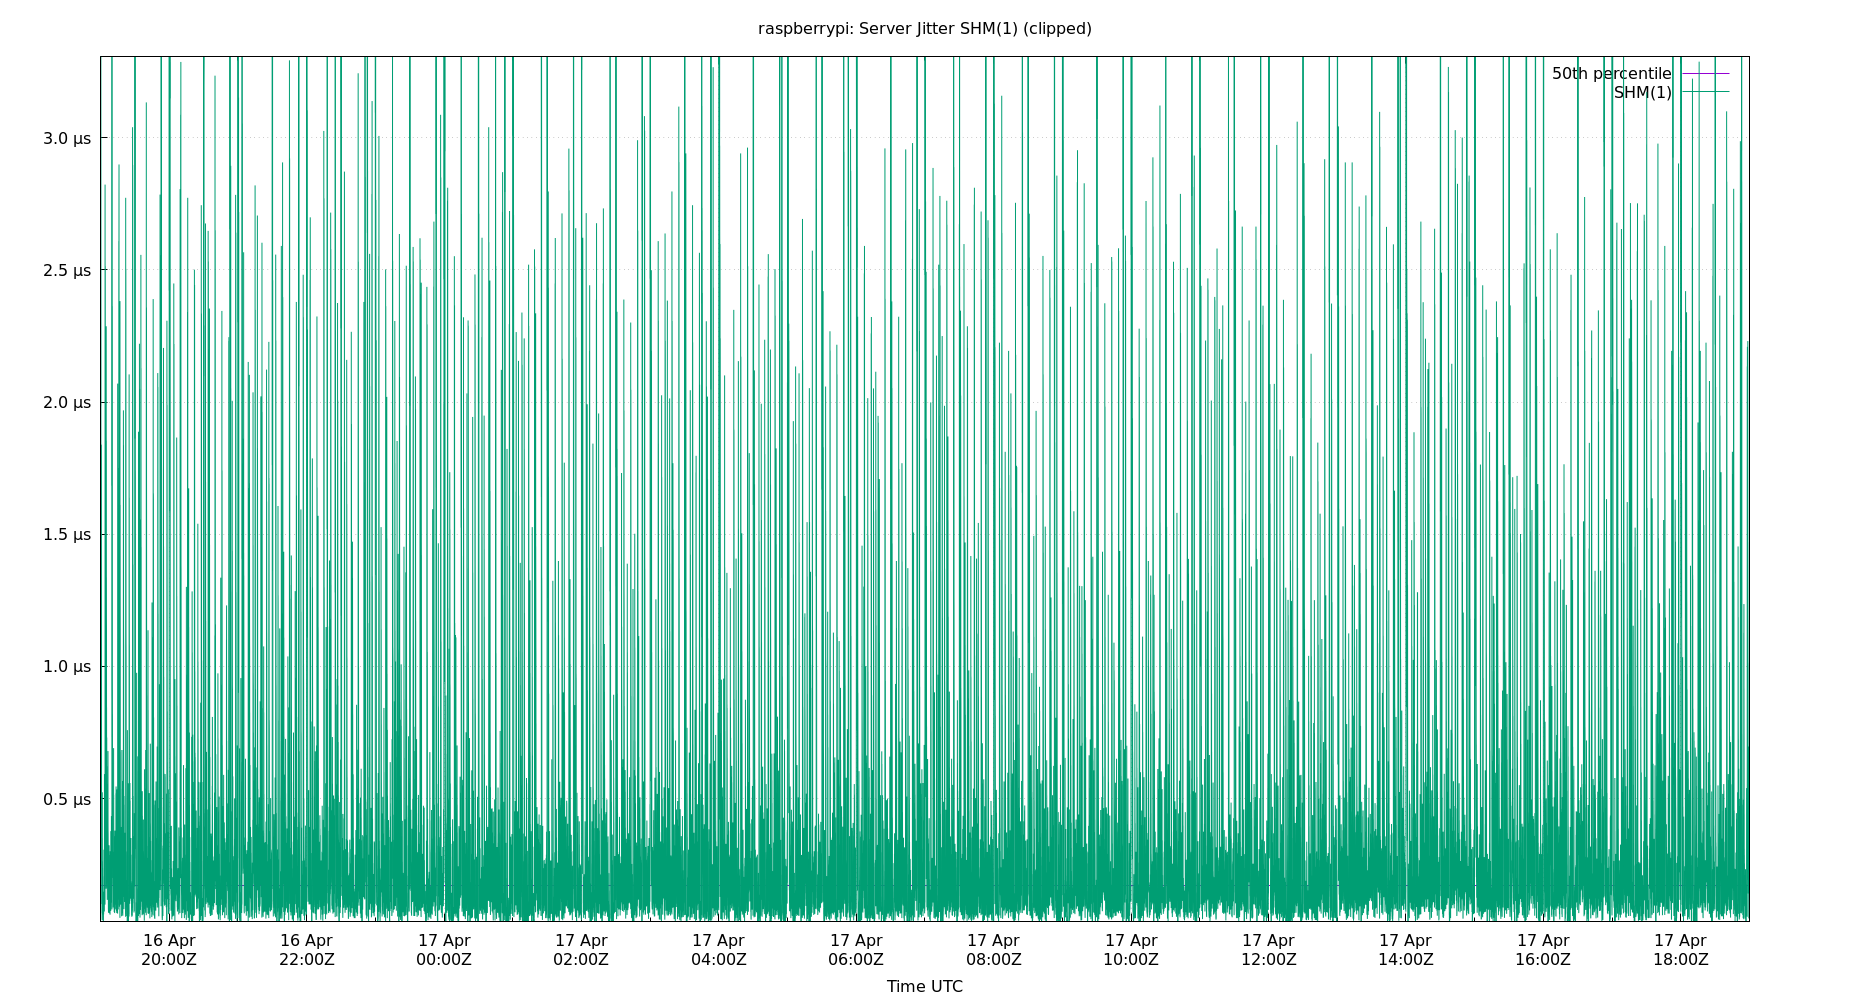 raspberrypi: Server Jitter SHM(1) (clipped)
50th percentile
SHM(1)
3.0 µs
2.5 µs
2.0 µs
1.5 µs
1.0 µs
0.5 µs
16 Apr 16 Apr 17 Apr 17 Apr 17 Apr 17 Apr 17 Apr 17 Apr 17 Apr 17 Apr 17 Apr 17 Apr
20:00Z 22:00Z 00:00Z 02:00Z 04:00Z 06:00Z 08:00Z 10:00Z 12:00Z 14:00Z 16:00Z 18:00Z
Time UTC